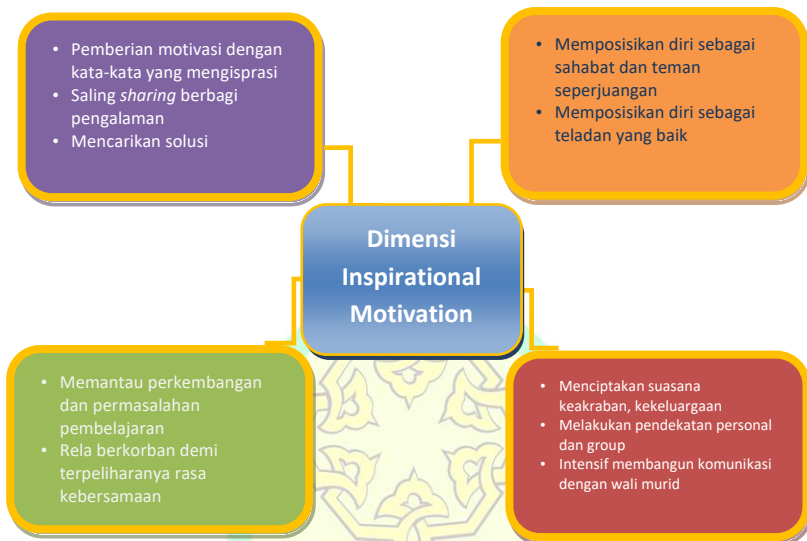 • Pemberian motivasi dengan
kata-kata yang mengisprasi
• Saling sharing berbagi
pengalaman
• Mencarikan solusi
• Memposisikan diri sebagai
sahabat dan teman
seperjuangan
• Memposisikan diri sebagai
teladan yang baik
Dimensi
Inspirational
Motivation
• Memantau perkembangan
dan permasalahan
pembelajaran
• Rela berkorban demi
terpeliharanya rasa
kebersamaan
• Menciptakan suasana
keakraban, kekeluargaan
• Melakukan pendekatan personal
dan group
• Intensif membangun komunikasi
dengan wali murid